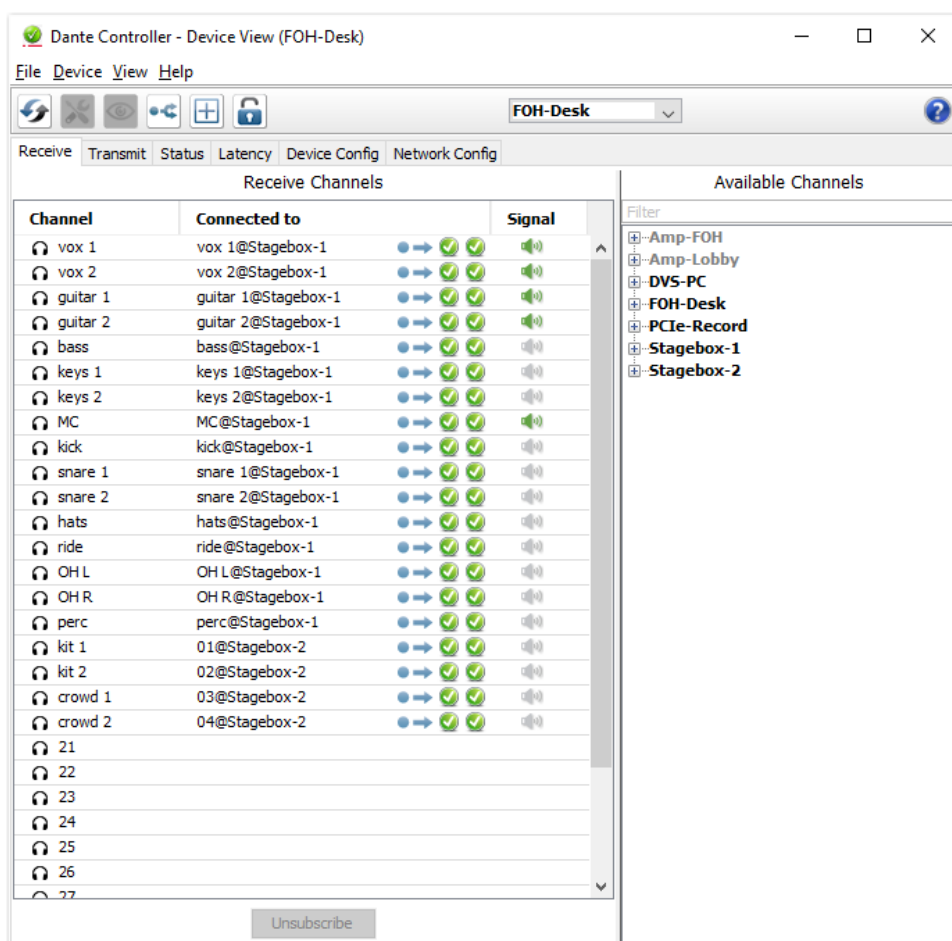 Dante Controller - Device View (FOH-Desk)
File Device View Help
FOH-Desk
Receive Transmit Status Latency Device Config Network Config
Receive Channels
Available Channels
Channel Connected to Signal
Filter
vox 1 vox 1@Stagebox-1
vox 2 vox 2@Stagebox-1
guitar 1 guitar 1@Stagebox-1
guitar 2 guitar 2@Stagebox-1
bass bass@Stagebox-1
keys 1 keys 1@Stagebox-1
keys 2 keys 2@Stagebox-1
MC MC@Stagebox-1
kick kick@Stagebox-1
snare 1 snare 1@Stagebox-1
snare 2 snare 2@Stagebox-1
hats hats@Stagebox-1
ride ride@Stagebox-1
OH L OH L@Stagebox-1
OH R OH R@Stagebox-1
perc perc@Stagebox-1
kit 1 01@Stagebox-2
kit 2 02@Stagebox-2
crowd 1 03@Stagebox-2
crowd 2 04@Stagebox-2
21
22
23
24
25
26
27
Unsubscribe
Amp-FOH
Amp-Lobby
DVS-PC
FOH-Desk
PCIe-Record
Stagebox-1
Stagebox-2